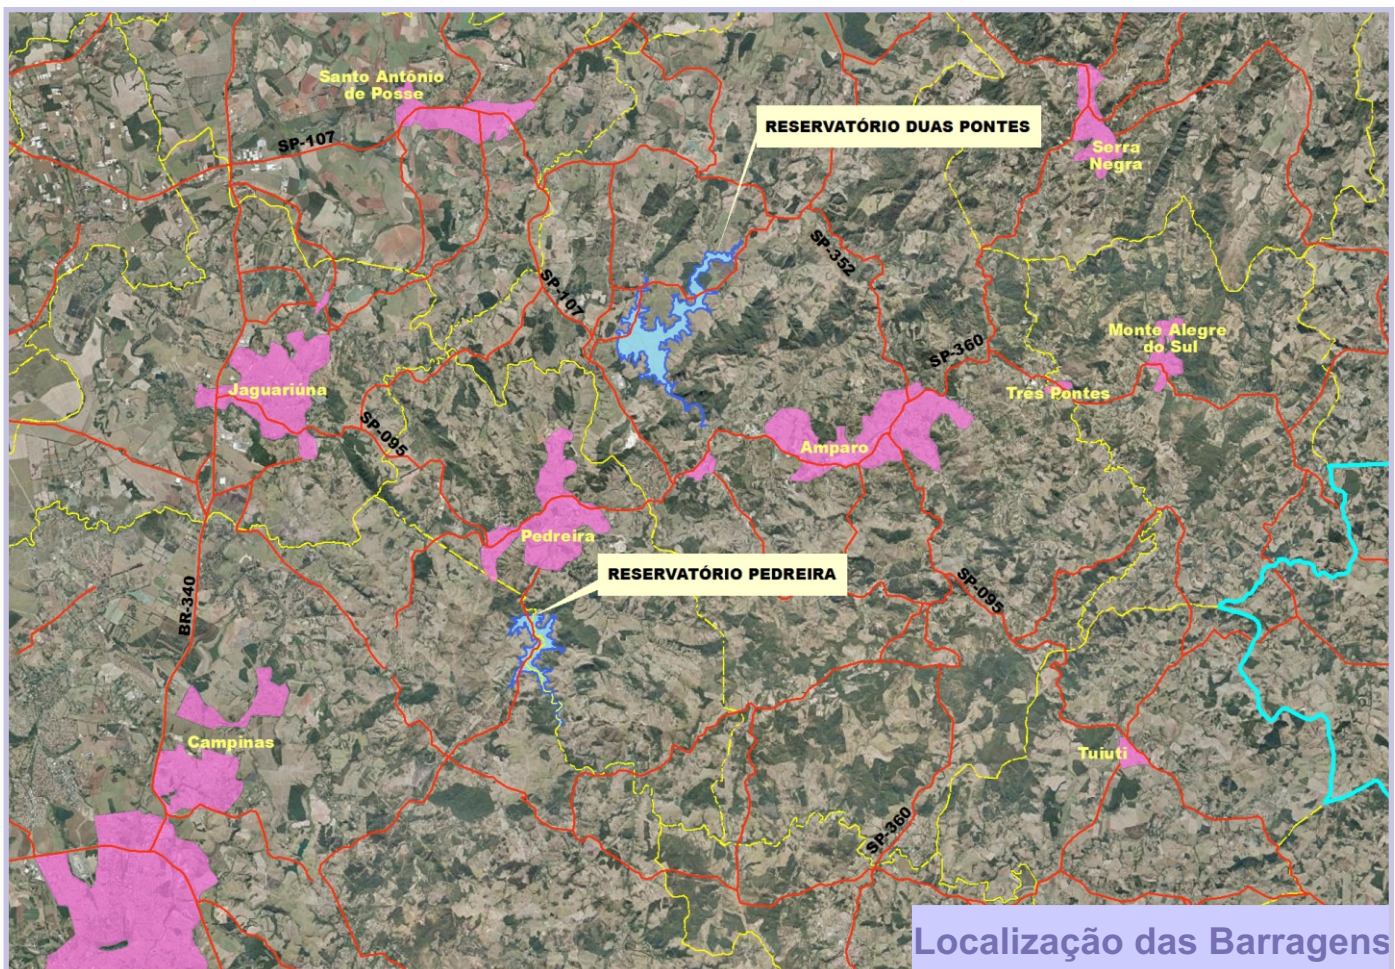 Santo Antônio
de Posse
RESERVATÓRIO DUAS PONTES
SP-107
Serra
Negra
SP-352
SP-107
Monte Alegre
do Sul
SP-360
Jaguariúna
Três Pontes
SP-095
Amparo
Pedreira
RESERVATÓRIO PEDREIRA
SP-095
BR-340
Campinas
Tuiuti
SP-360
Localização das Barragens